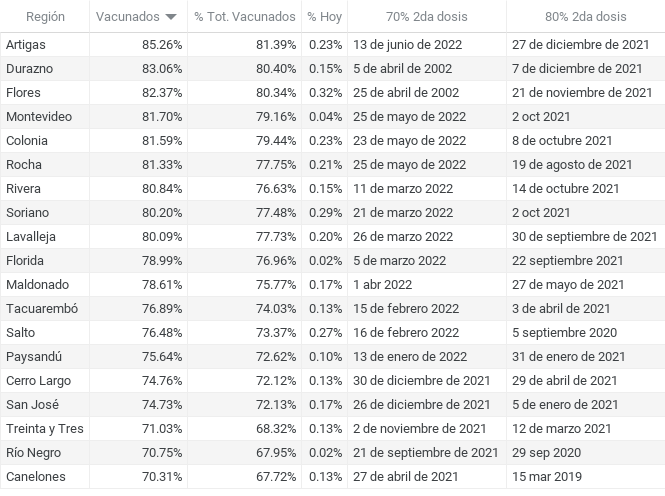 Región Vacunados % Tot. Vacunados % Hoy 70% 2da dosis 80% 2da dosis
Artigas 85.26% 81.39% 0.23% 13 de junio de 2022 27 de diciembre de 2021
Durazno 83.06% 80.40% 0.15% 5 de abril de 2002 7 de diciembre de 2021
Flores 82.37% 80.34% 0.32% 25 de abril de 2002 21 de noviembre de 2021
Montevideo 81.70% 79.16% 0.04% 25 de mayo de 2022 2 oct 2021
Colonia 81.59% 79.44% 0.23% 23 de mayo de 2022 8 de octubre 2021
Rocha 81.33% 77.75% 0.21% 25 de mayo de 2022 19 de agosto de 2021
Rivera 80.84% 76.63% 0.15% 11 de marzo 2022 14 de octubre 2021
Soriano 80.20% 77.48% 0.29% 21 de marzo 2022 2 oct 2021
Lavalleja 80.09% 77.73% 0.20% 26 de marzo 2022 30 de septiembre de 2021
Florida 78.99% 76.96% 0.02% 5 de marzo 2022 22 septiembre 2021
Maldonado 78.61% 75.77% 0.17% 1 abr 2022 27 de mayo de 2021
Tacuarembó 76.89% 74.03% 0.13% 15 de febrero 2022 3 de abril de 2021
Salto 76.48% 73.37% 0.27% 16 de febrero 2022 5 septiembre 2020
Paysandú 75.64% 72.62% 0.10% 13 de enero 2022 31 de enero de 2021
Cerro Largo 74.76% 72.12% 0.13% 30 de diciembre de 2021 29 de abril de 2021
San José 74.73% 72.13% 0.17% 26 de diciembre de 2021 5 de enero de 2021
Treinta y Tres 71.03% 68.32% 0.13% 2 de noviembre de 2021 12 de marzo de 2021
Río Negro 70.75% 67.95% 0.02% 21 de septiembre de 2021 29 sep 2020
Canelones 70.31% 67.72% 0.13% 27 de abril de 2021 15 mar 2019